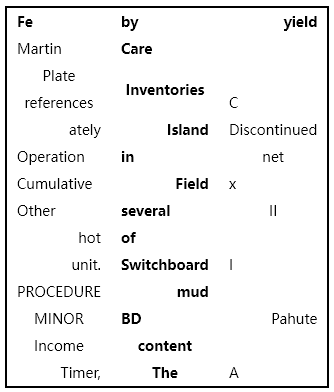 Fe by yield
Martin Care
Plate references Inventories C
ately Island Discontinued
Operation in net
Cumulative Field x
Other several II
hot of
unit. Switchboard I
PROCEDURE mud
MINOR BD Pahute
Income content
Timer, The A